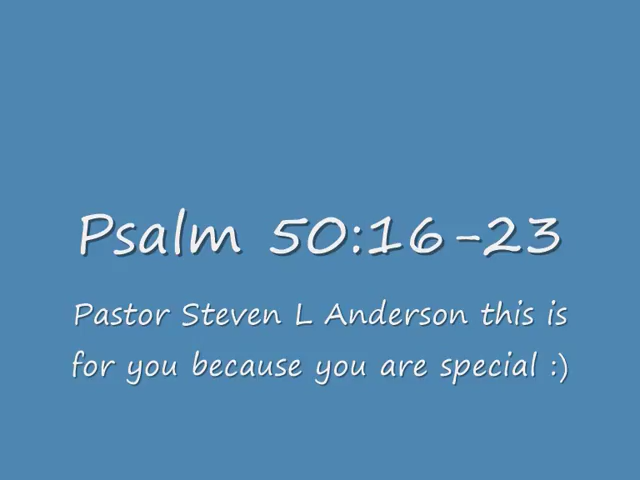 Psalm 50:16-23
Pastor Steven L Anderson this is
for you because you are special :)